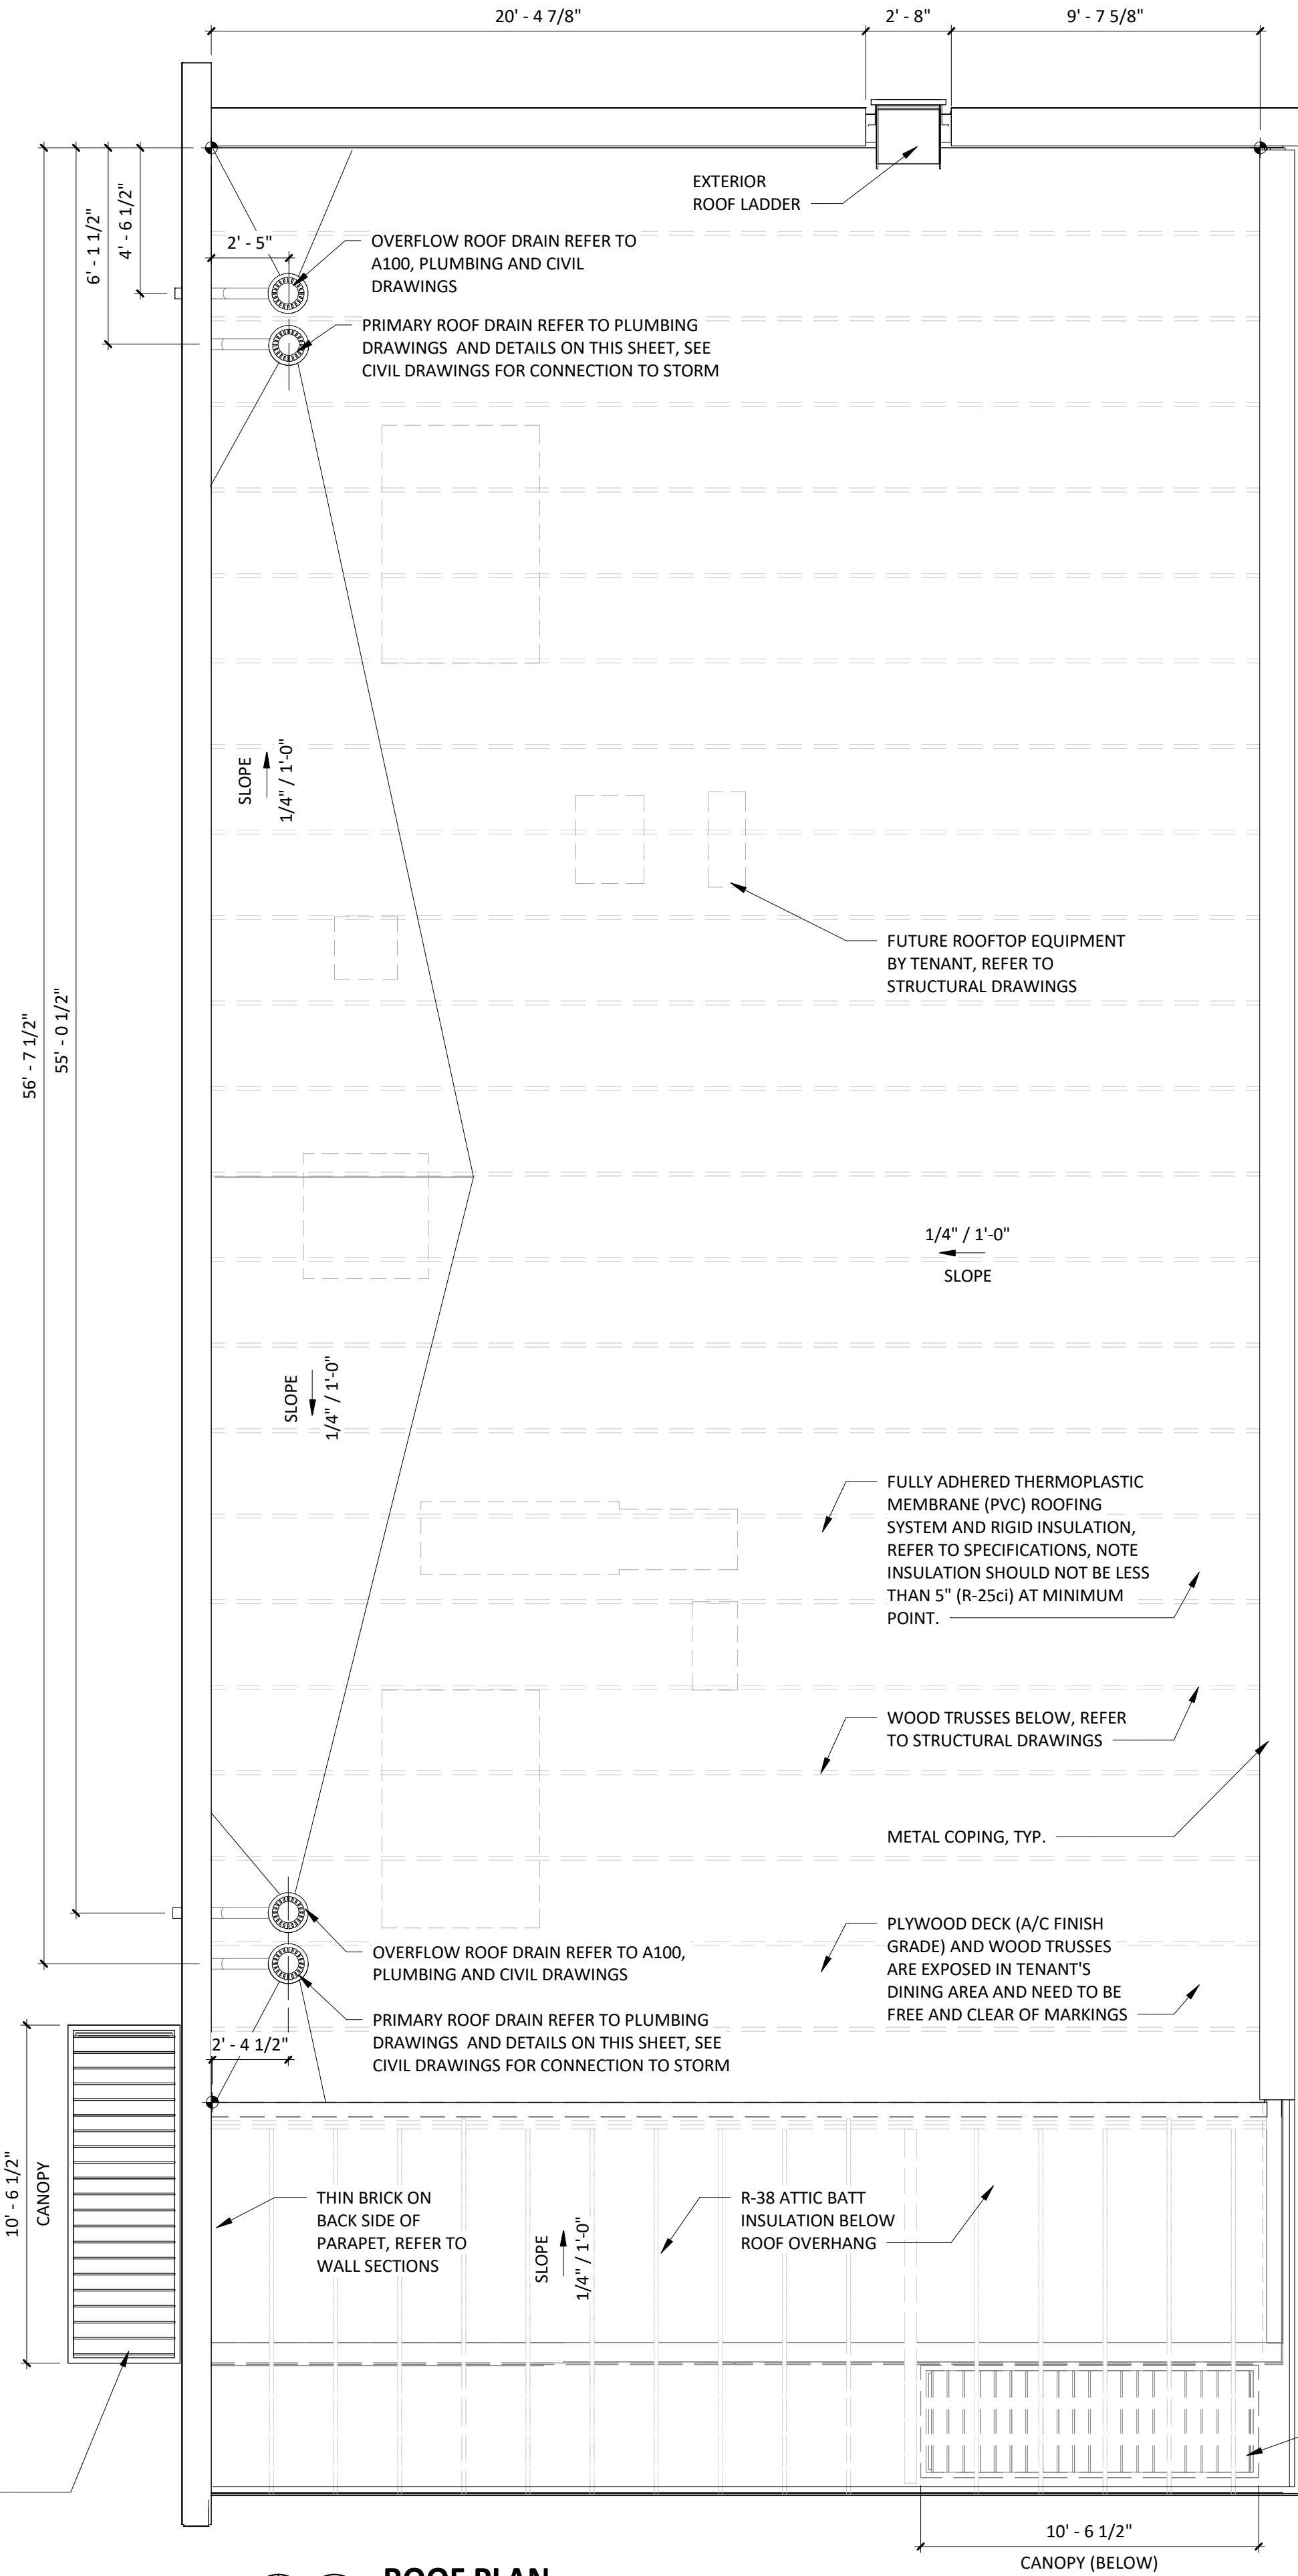 20' - 4 7/8"
2' - 8"
9' - 7 5/8"
EXTERIOR
ROOF LADDER
6' - 1 1/2"
4' - 6 1/2"
2' - 5"
OVERFLOW ROOF DRAIN REFER TO
A100, PLUMBING AND CIVIL
DRAWINGS
PRIMARY ROOF DRAIN REFER TO PLUMBING
DRAWINGS AND DETAILS ON THIS SHEET, SEE
CIVIL DRAWINGS FOR CONNECTION TO STORM
SLOPE
1/4" / 1'-0"
FUTURE ROOFTOP EQUIPMENT
BY TENANT, REFER TO
STRUCTURAL DRAWINGS
56' - 7 1/2"
55' - 0 1/2"
1/4" / 1'-0"
SLOPE
SLOPE
1/4" / 1'-0"
FULLY ADHERED THERMOPLASTIC
MEMBRANE (PVC) ROOFING
SYSTEM AND RIGID INSULATION,
REFER TO SPECIFICATIONS, NOTE
INSULATION SHOULD NOT BE LESS
THAN 5" (R-25ci) AT MINIMUM
POINT.
WOOD TRUSSES BELOW, REFER
TO STRUCTURAL DRAWINGS
METAL COPING, TYP.
PLYWOOD DECK (A/C FINISH
GRADE) AND WOOD TRUSSES
ARE EXPOSED IN TENANT'S
DINING AREA AND NEED TO BE
FREE AND CLEAR OF MARKINGS
OVERFLOW ROOF DRAIN REFER TO A100,
PLUMBING AND CIVIL DRAWINGS
PRIMARY ROOF DRAIN REFER TO PLUMBING
DRAWINGS AND DETAILS ON THIS SHEET, SEE
CIVIL DRAWINGS FOR CONNECTION TO STORM
2' - 4 1/2"
10' - 6 1/2"
CANOPY
THIN BRICK ON
BACK SIDE OF
PARAPET, REFER TO
WALL SECTIONS
SLOPE
1/4" / 1'-0"
R-38 ATTIC BATT
INSULATION BELOW
ROOF OVERHANG
10' - 6 1/2"
CANOPY (BELOW)
ROOF PLAN